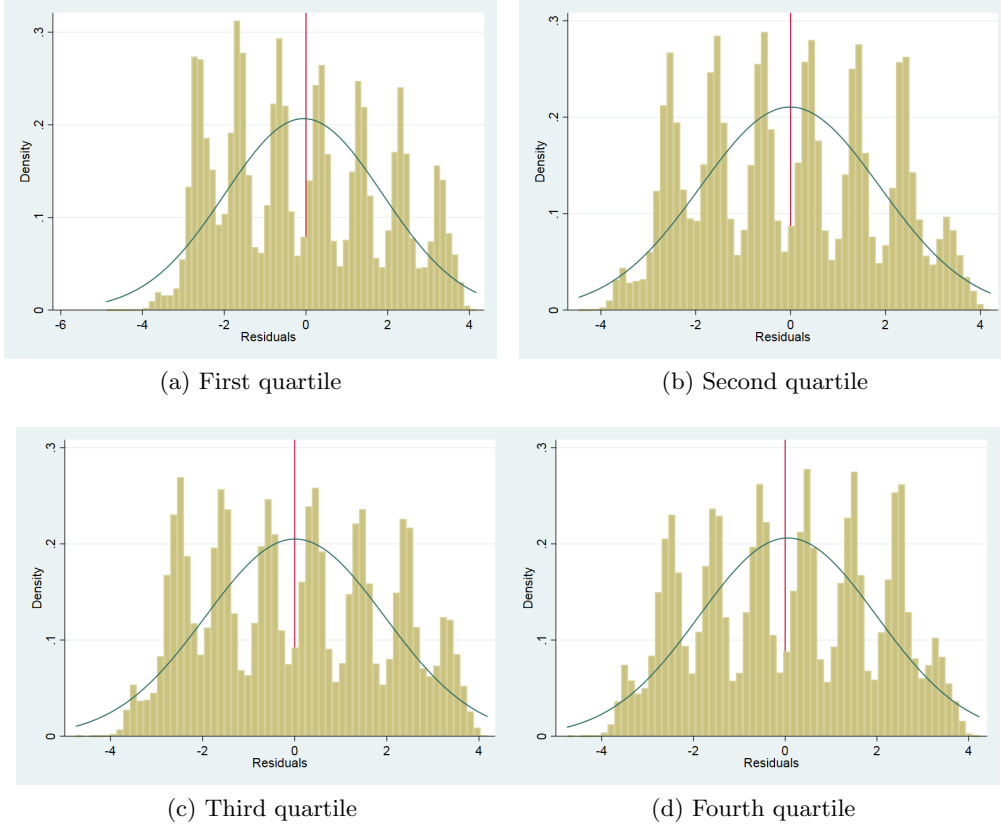 .3
.2
.1
0
Density
-6 -4 -2 0 2 4
Residuals
(a) First quartile
.3
.2
.1
0
Density
-4 -2 0 2 4
Residuals
(b) Second quartile
.3
.2
.1
0
Density
-4 -2 0 2 4
Residuals
(c) Third quartile
.3
.2
.1
0
Density
-4 -2 0 2 4
Residuals
(d) Fourth quartile